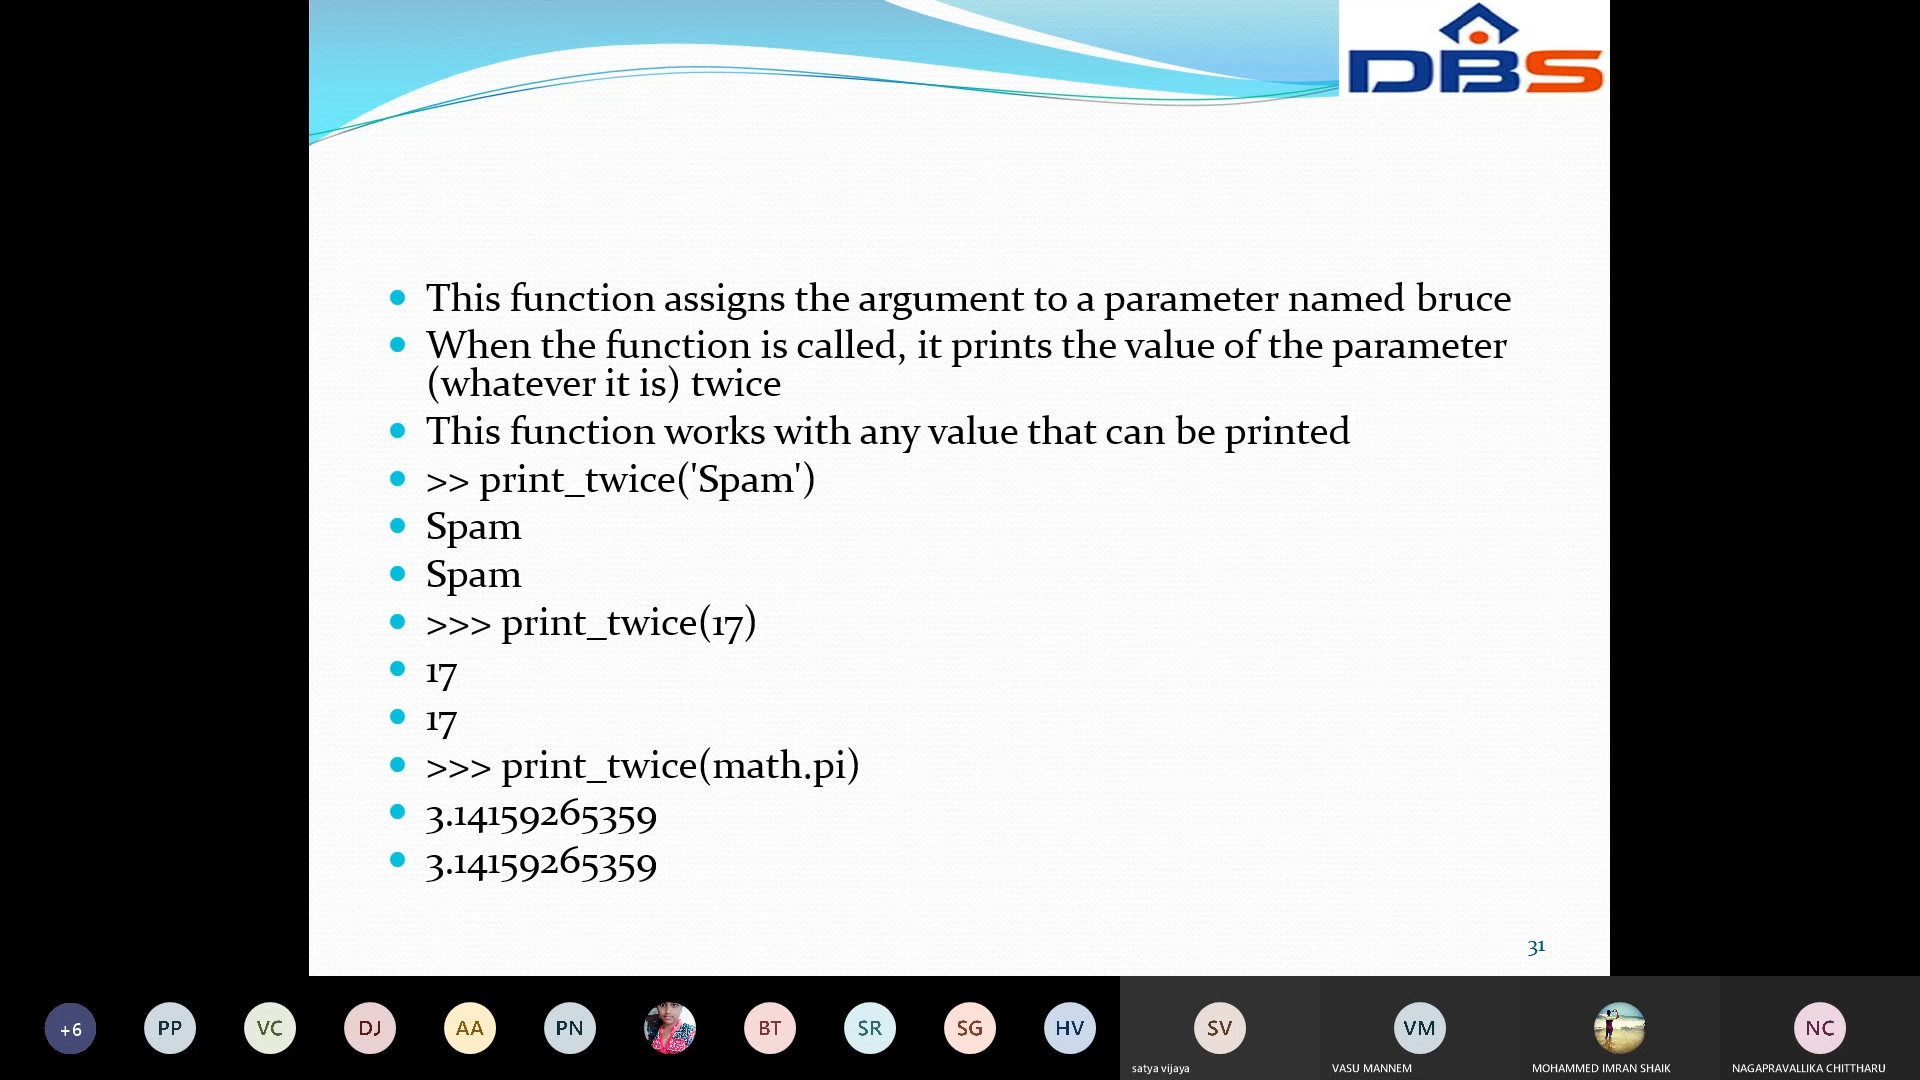 DBS
This function assigns the argument to a parameter named bruce
When the function is called, it prints the value of the parameter
(whatever it is) twice
This function works with any value that can be printed
>> print_twice('Spam')
Spam
Spam
>>> print_twice(17)
17
17
>>> print_twice(math.pi)
3.14159265359
3.14159265359
31
+6 PP VC DJ AA PN BT SR SG HV SV VM NC
satya vijaya VASU MANNEM MOHAMMED IMRAN SHAIK NAGAPRAVALLIKA CHITTHARU